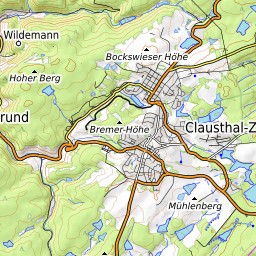 Wildemann
Bockswieser Höhe
Hoher Berg
rund
Bremer-Höhe
Clausthal-Z
Mühlenberg